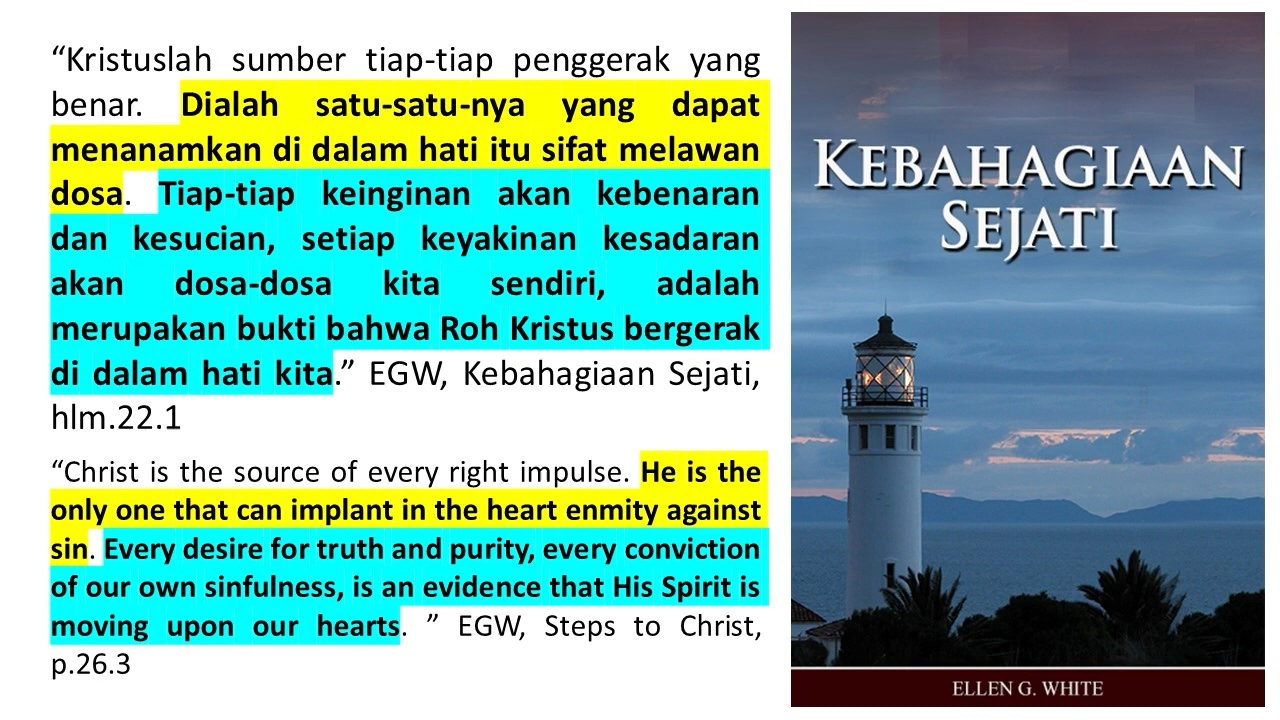 “Kristuslah sumber tiap-tiap penggerak yang
benar. Dialah satu-satu-nya yang dapat
menanamkan di dalam hati itu sifat melawan
dosa. Tiap-tiap keinginan akan kebenaran
dan kesucian, setiap keyakinan kesadaran
akan dosa-dosa kita sendiri, adalah
merupakan bukti bahwa Roh Kristus bergerak
di dalam hati kita.” EGW, Kebahagiaan Sejati,
hlm.22.1
“Christ is the source of every right impulse. He is the
only one that can implant in the heart enmity against
sin. Every desire for truth and purity, every conviction
of our own sinfulness, is an evidence that His Spirit is
moving upon our hearts. ” EGW, Steps to Christ,
p.26.3
KEBAHAGIAAN
SEJATI
ELLEN G. WHITE